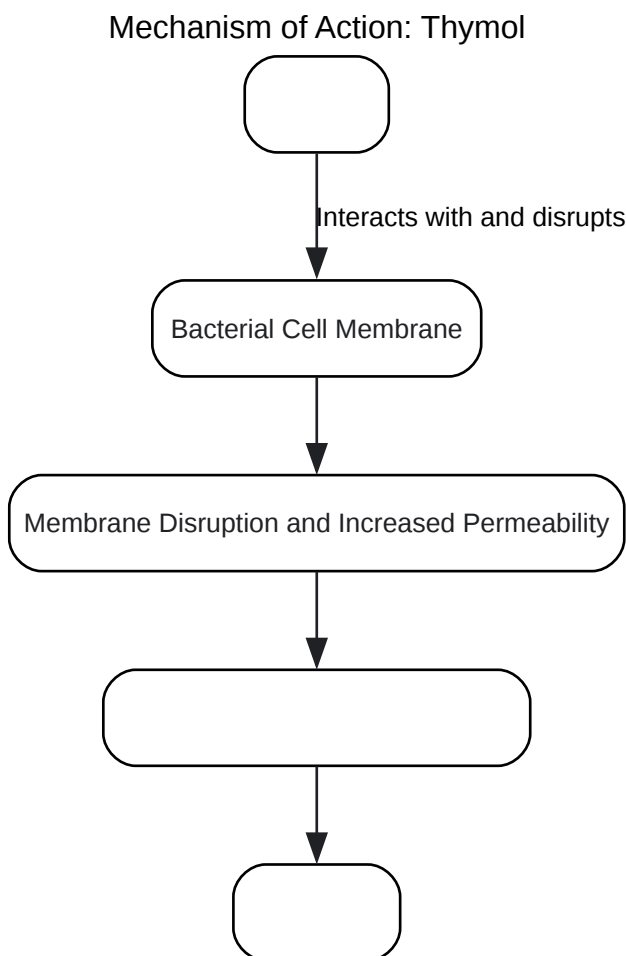 Mechanism of Action: Thymol
Interacts with and disrupts
Bacterial Cell Membrane
Membrane Disruption and Increased Permeability